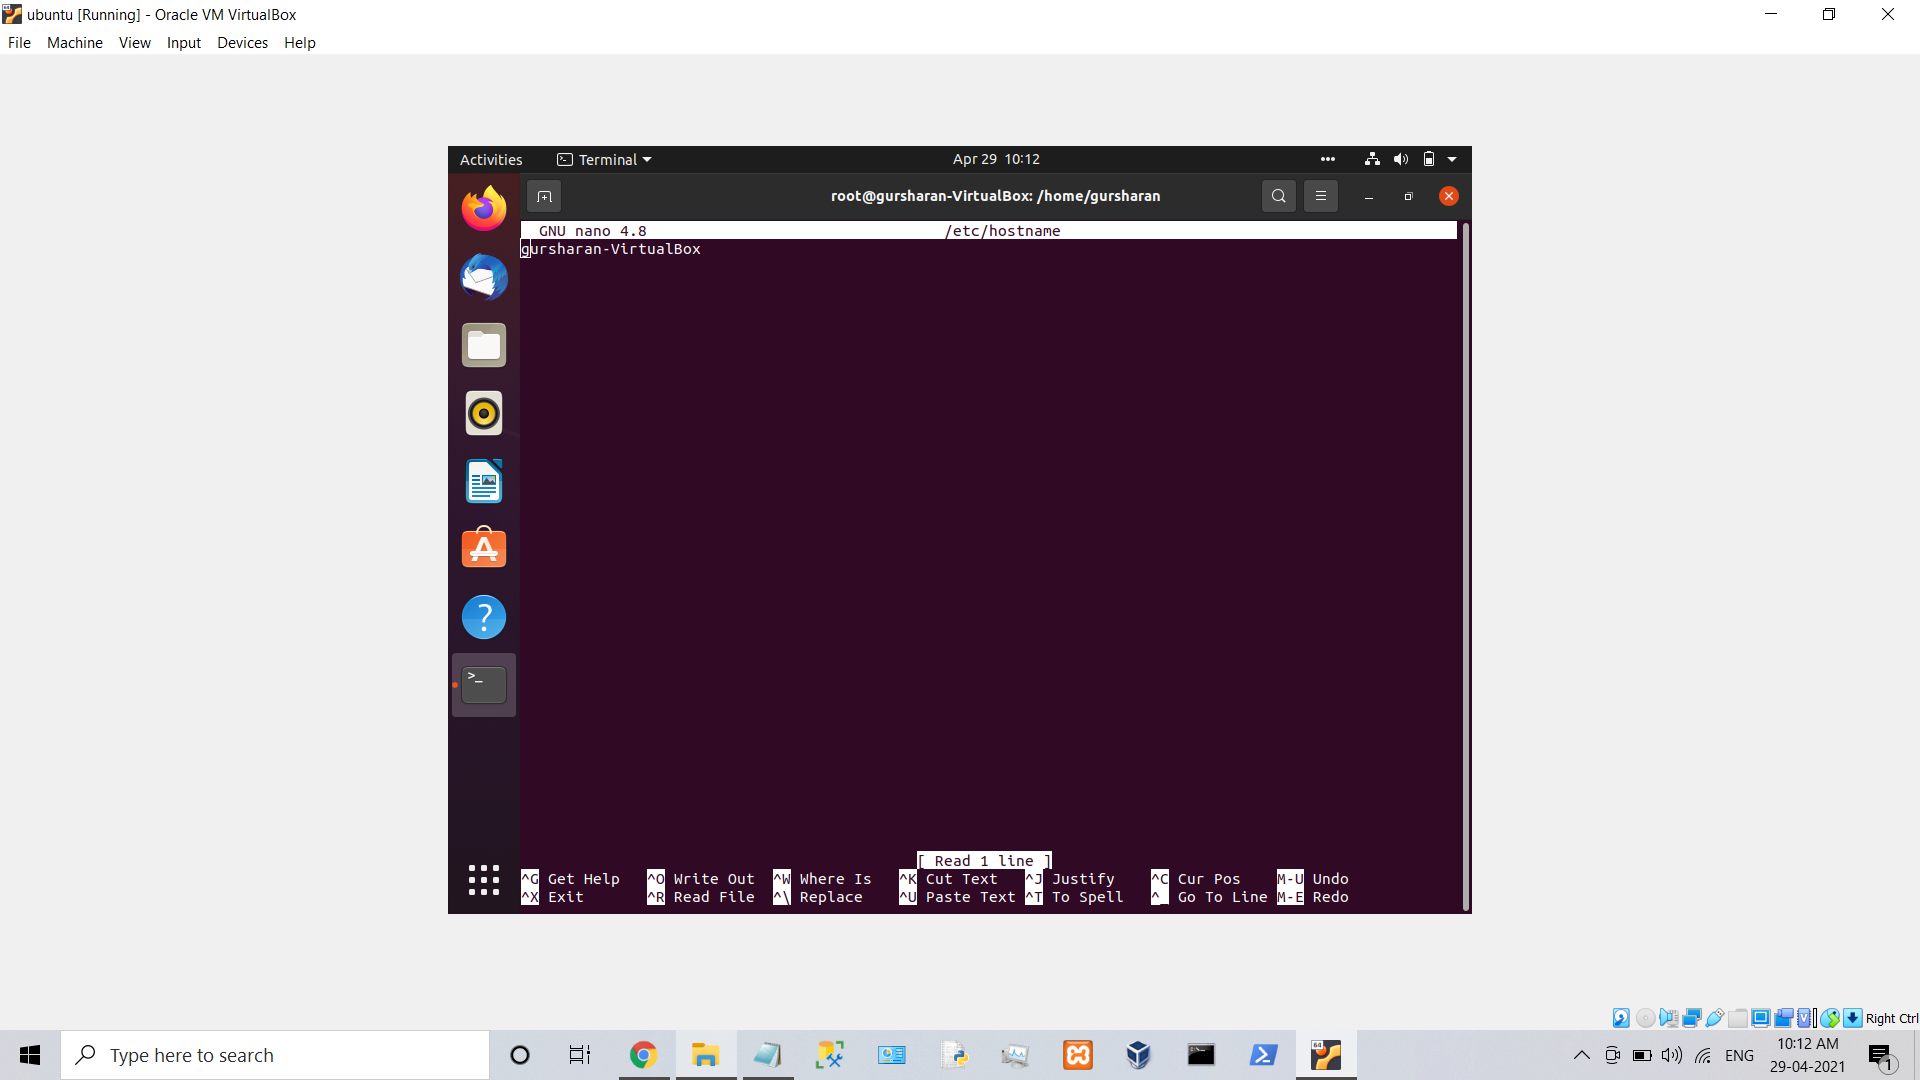 ubuntu [Running] - Oracle VM VirtualBox
File Machine View Input Devices Help
Activities Terminal Apr 29 10:12
root@gursharan-VirtualBox: /home/gursharan
GNU nano 4.8 /etc/hostname
gursharan-VirtualBox
[ Read 1 line ]
^G Get Help ^O Write Out ^W Where Is ^K Cut Text ^J Justify ^C Cur Pos M-U Undo
^X Exit ^R Read File ^\ Replace ^U Paste Text ^T To Spell ^_ Go To Line M-E Redo
Right Ctrl
Type here to search
ENG
10:12 AM
29-04-2021
1